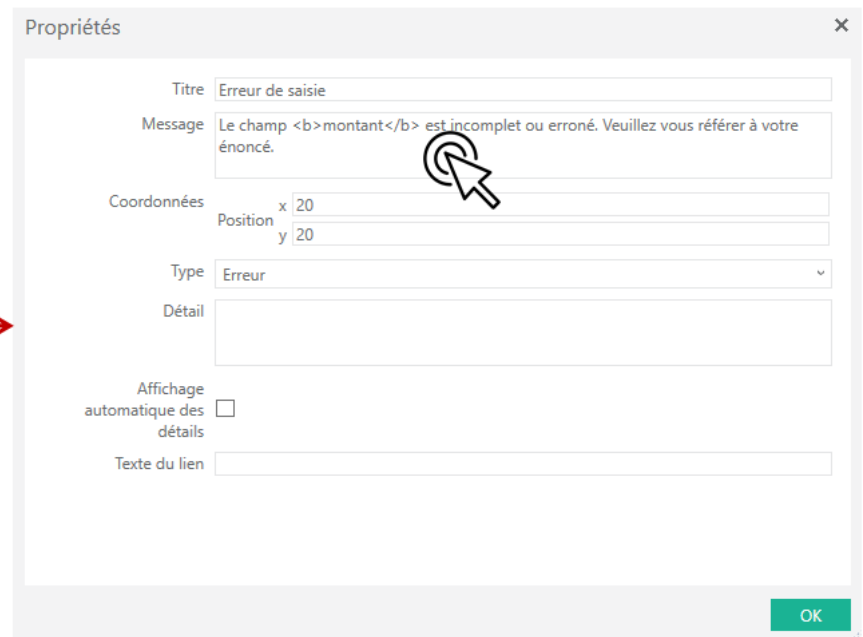 Propriétés
Titre Erreur de saisie
Message Le champ <b>montant</b> est incomplet ou erroné. Veuillez vous référer à votre
énoncé.
Coordonnées
Position
x 20
y 20
Type Erreur
Détail
Affichage
automatique des
détails
Texte du lien
OK